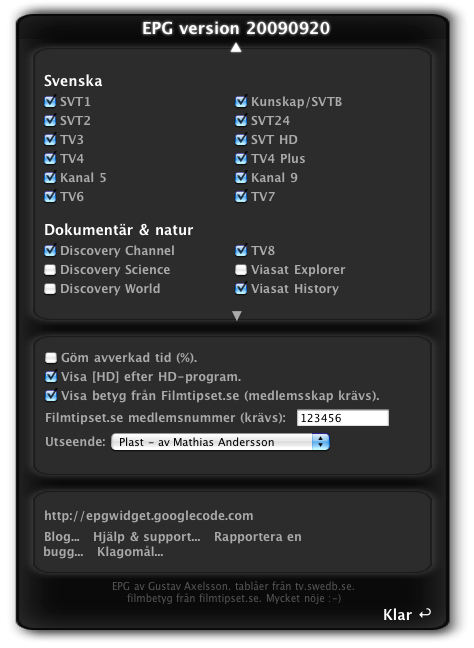 EPG version 20090920
Svenska
SVT1 Kunskap/SVTB
SVT2 SVT24
TV3 SVT HD
TV4 TV4 Plus
Kanal 5 Kanal 9
TV6 TV7
Dokumentär & natur
Discovery Channel TV8
Discovery Science Viasat Explorer
Discovery World Viasat History
Göm avverkad tid (%).
Visa [HD] efter HD-program.
Visa betyg från Filmtipset.se (medlemsskap krävs).
Filmtipset.se medlemsnummer (krävs): 123456
Utseende: Plast - av Mathias Andersson
http://epgwidget.googlecode.com
Blog... Hjälp & support... Rapportera en
bugg... Klagomål...
EPG av Gustav Axelsson. tablåer från tv.swedb.se.
filmbetyg från filmtipset.se. Mycket nöje :-)
Klar